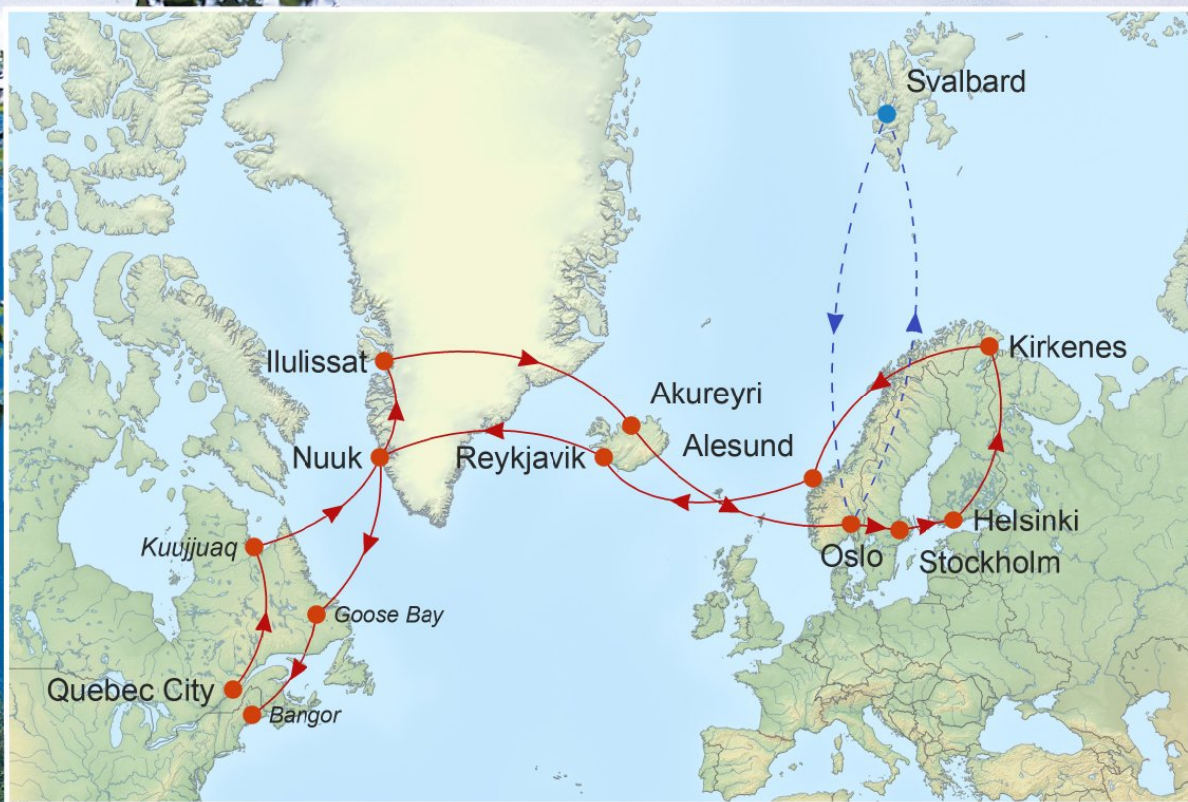 Svalbard
Ilulissat
Kirkenes
Akureyri
Nuuk
Reykjavik
Alesund
Kuujjuaq
Helsinki
Oslo
Stockholm
Goose Bay
Quebec City
Bangor